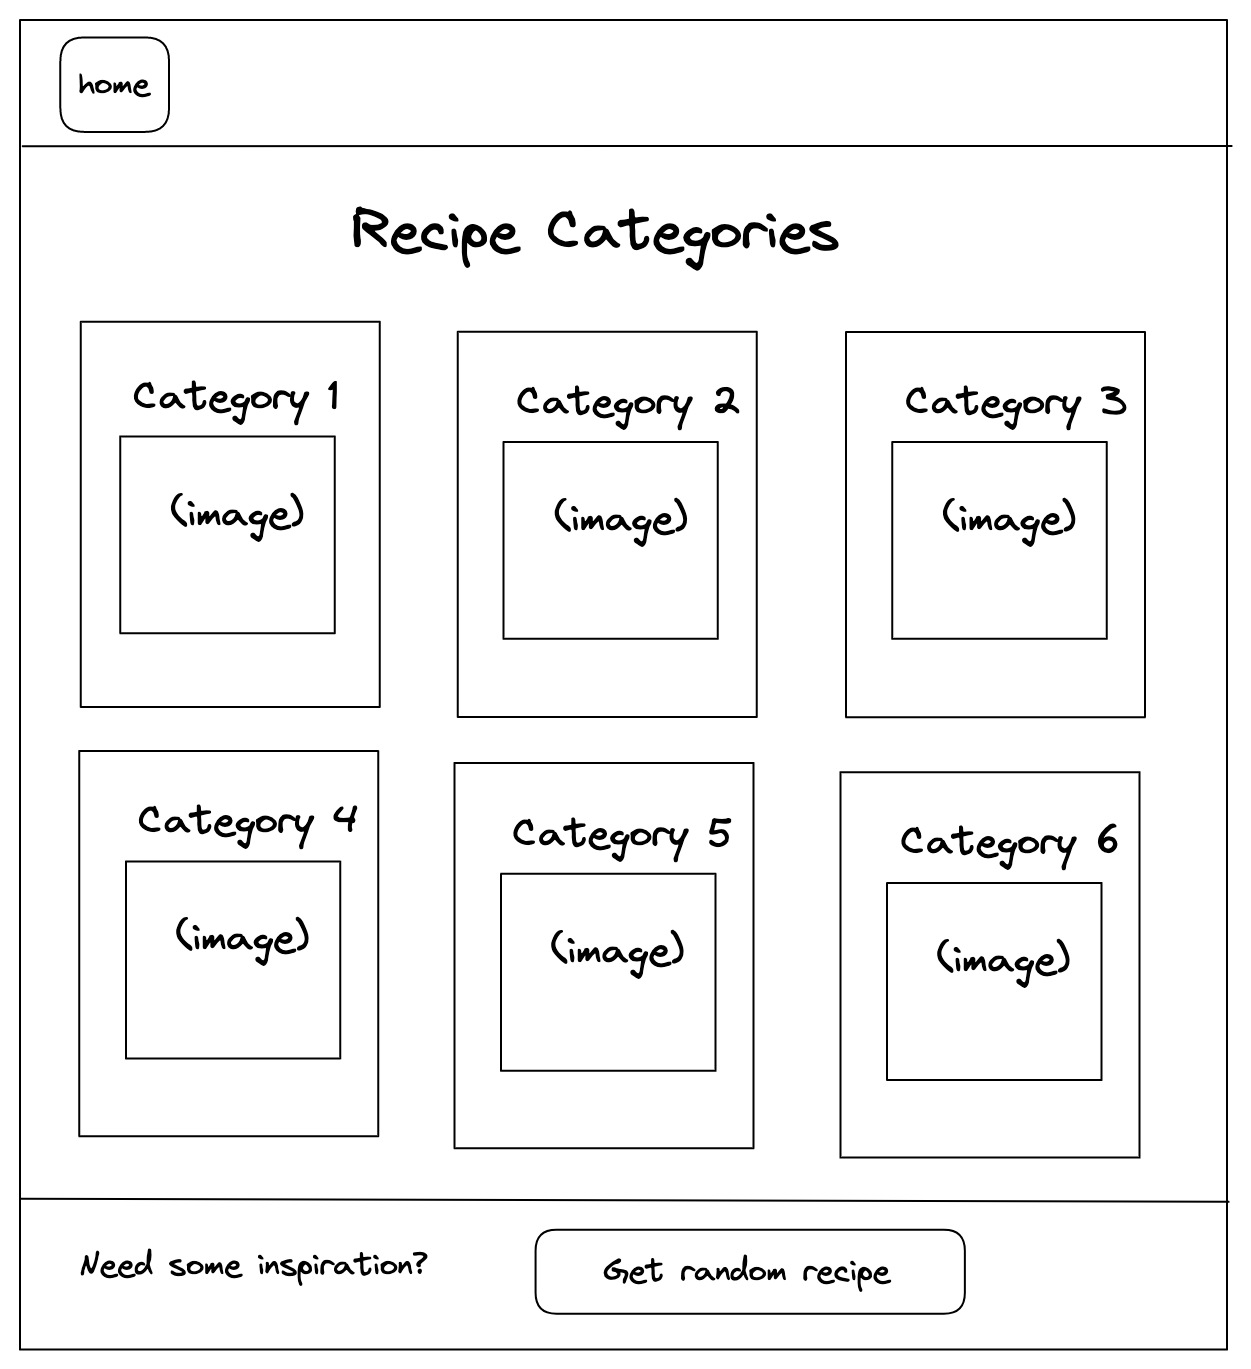 home
Recipe Categories
Category 1
Category 2
Category 3
(image)
(image)
(image)
Category 4
Category 5
Category 6
(image)
(image)
(image)
Need some inspiration?
Get random recipe